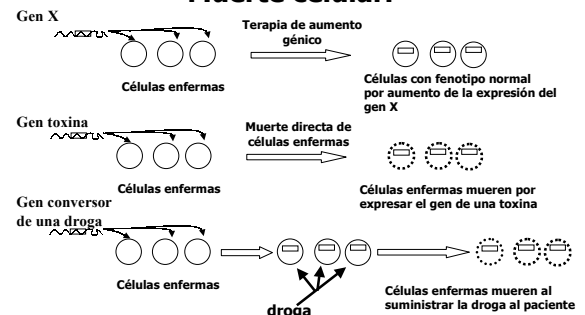 Muerte celular.
Gen X
Terapia de aumento
génico
Células enfermas
Células con fenotipo normal
por aumento de la expresión del
gen X
Gen toxina
Muerte directa de
células enfermas
Células enfermas
Células enfermas mueren por
expresar el gen de una toxina
Gen conversor
de una droga
Células enfermas
droga
Células enfermas mueren al
suministrar la droga al paciente